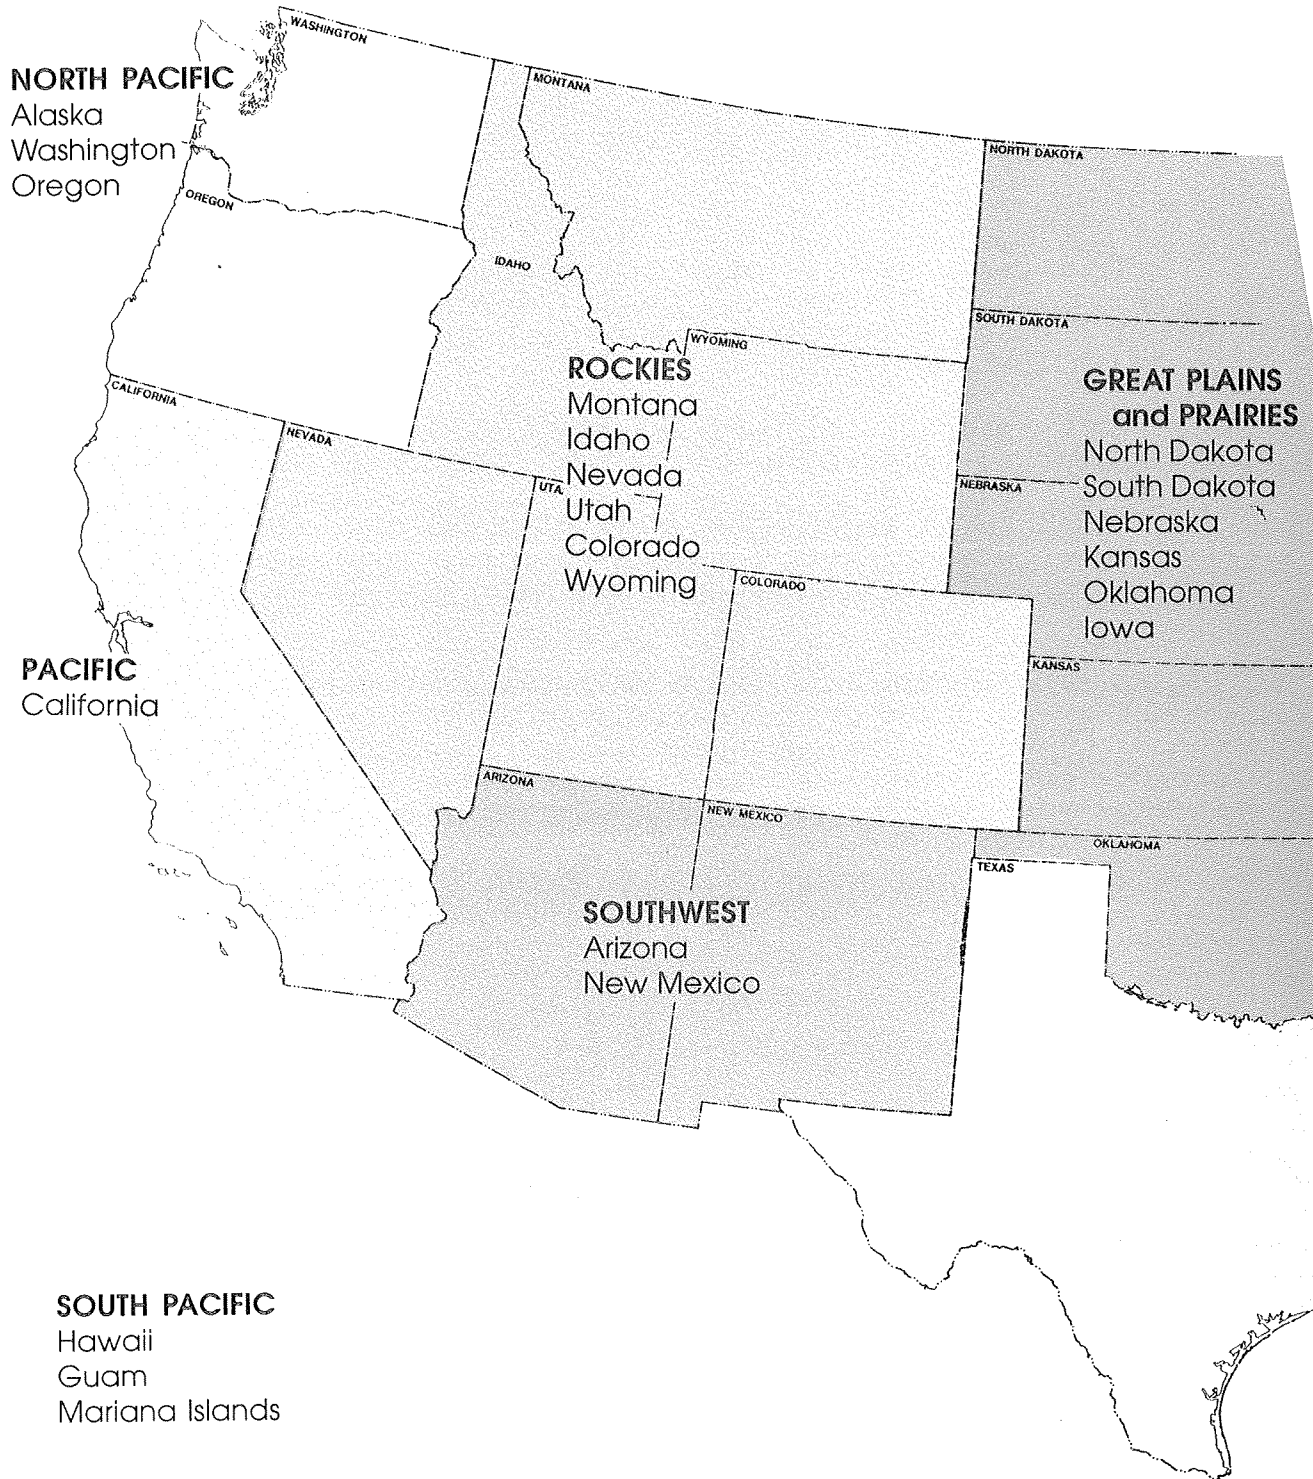 WASHINGTON
NORTH PACIFIC
Alaska
Washington
Oregon
OREGON
MONTANA
NORTH DAKOTA
IDAHO
SOUTH DAKOTA
WYOMING
ROCKIES
Montana
Idaho
Nevada
Utah
Colorado
Wyoming
GREAT PLAINS
and PRAIRIES
North Dakota
South Dakota
Nebraska
Kansas
Oklahoma
Iowa
CALIFORNIA
NEVADA
UTA
NEBRASKA
COLORADO
PACIFIC
California
KANSAS
ARIZONA
NEW MEXICO
OKLAHOMA
TEXAS
SOUTHWEST
Arizona
New Mexico
SOUTH PACIFIC
Hawaii
Guam
Mariana Islands